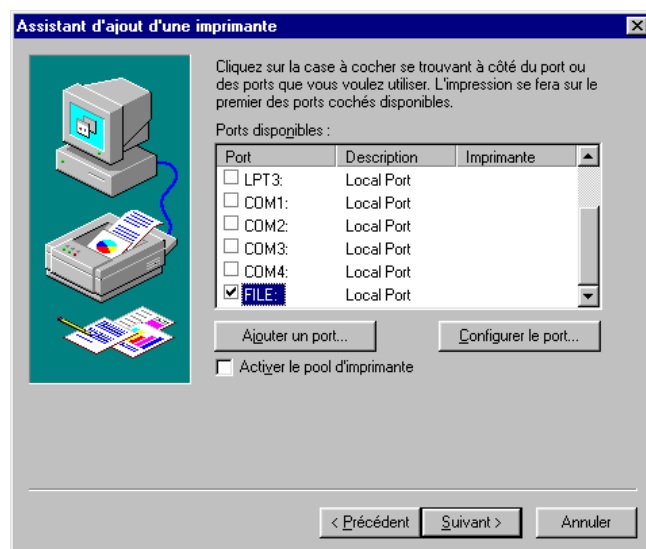 Assistant d'ajout d'une imprimante
Cliquez sur la case à cocher se trouvant à côté du port ou
des ports que vous voulez utiliser. L'impression se fera sur le
premier des ports cochés disponibles.
Ports disponibles :
Port Description Imprimante
LPT3: Local Port
COM1: Local Port
COM2: Local Port
COM3: Local Port
COM4: Local Port
FILE: Local Port
Ajouter un port... Configurer le port...
Activer le pool d'imprimante
< Précédent Suivant > Annuler